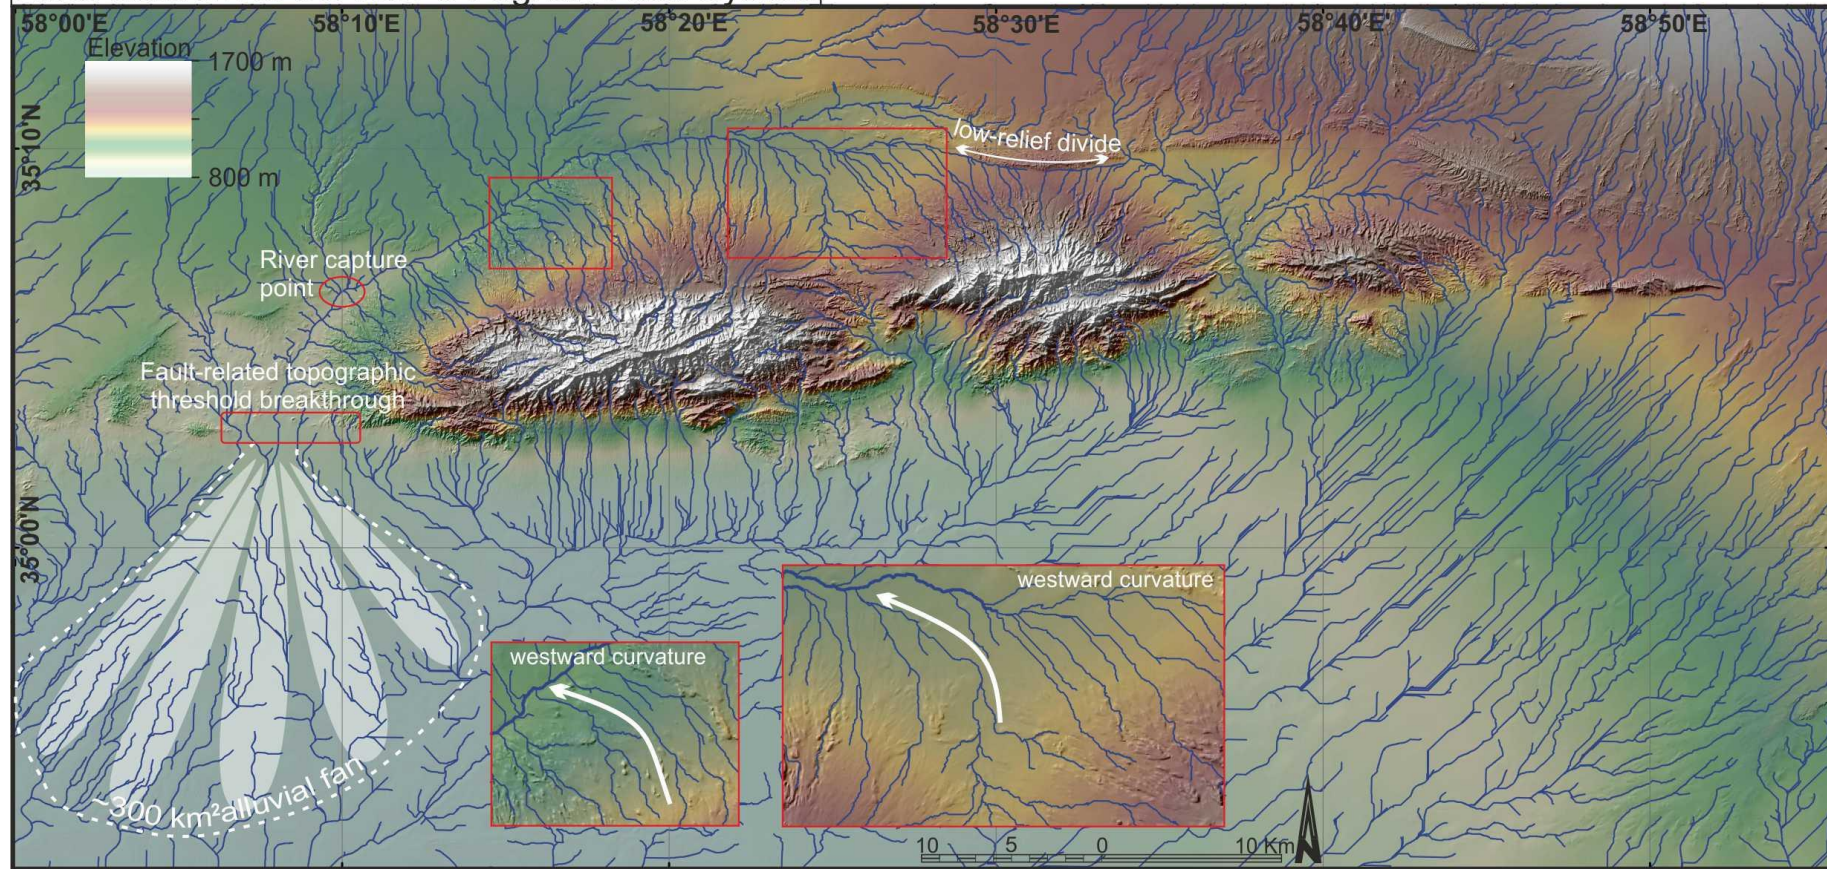 58°00'E 58°10'E 58°20'E 58°30'E 58°40'E 58°50'E
Elevation
1700 m
800 m
35°10'N
low-relief divide
River capture
point
Fault-related topographic
threshold breakthrough
35°00'N
westward curvature
westward curvature
~300 km² alluvial fan
10 5 0 10 Km
N